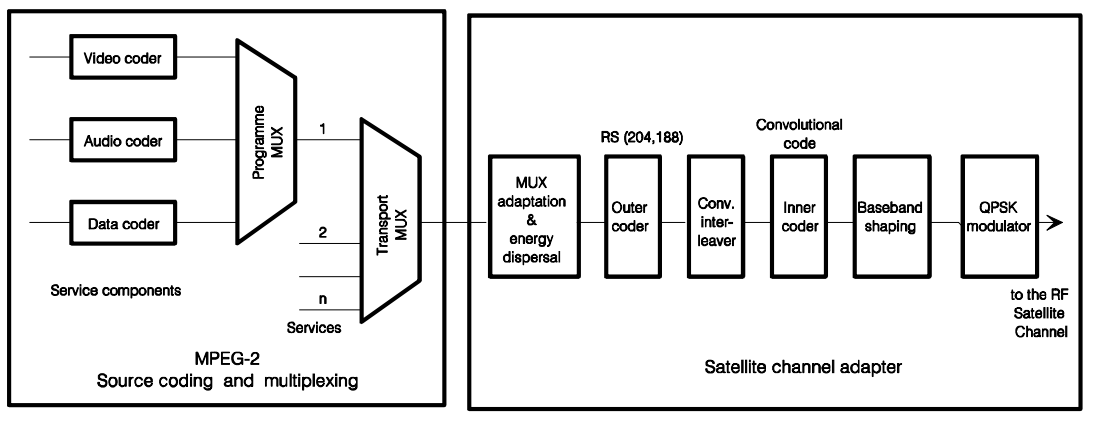 Video coder
Audio coder
Data coder
Service components
Programme
MUX
1
2
n
Services
Transport
MUX
MPEG-2
Source coding and multiplexing
MUX
adaptation
&
energy
dispersal
RS (204,188)
Outer
coder
Conv.
inter-
leaver
Convolutional
code
Inner
coder
Baseband
shaping
QPSK
modulator
to the RF
Satellite
Channel
Satellite channel adapter